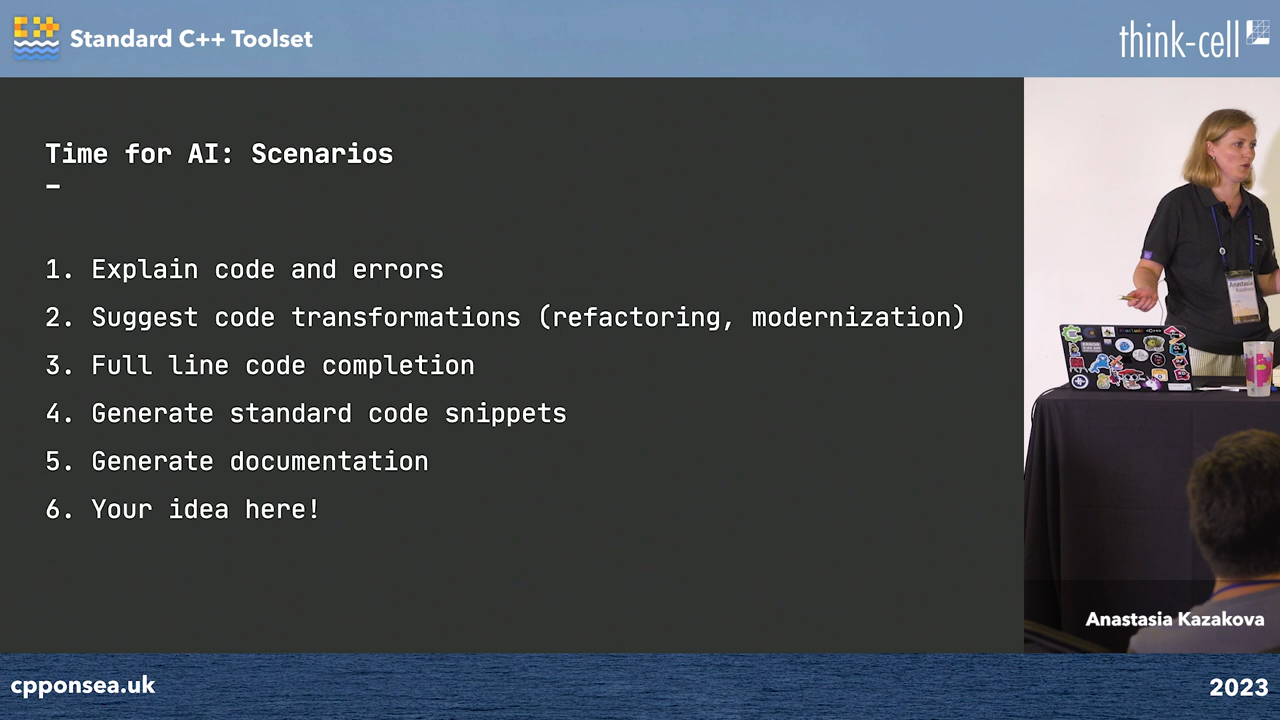 Standard C++ Toolset
think-cell
Time for AI: Scenarios
1. Explain code and errors
2. Suggest code transformations (refactoring, modernization)
3. Full line code completion
4. Generate standard code snippets
5. Generate documentation
6. Your idea here!
Anastasia
Kazakova
Anastasia Kazakova
cpponsea.uk
2023